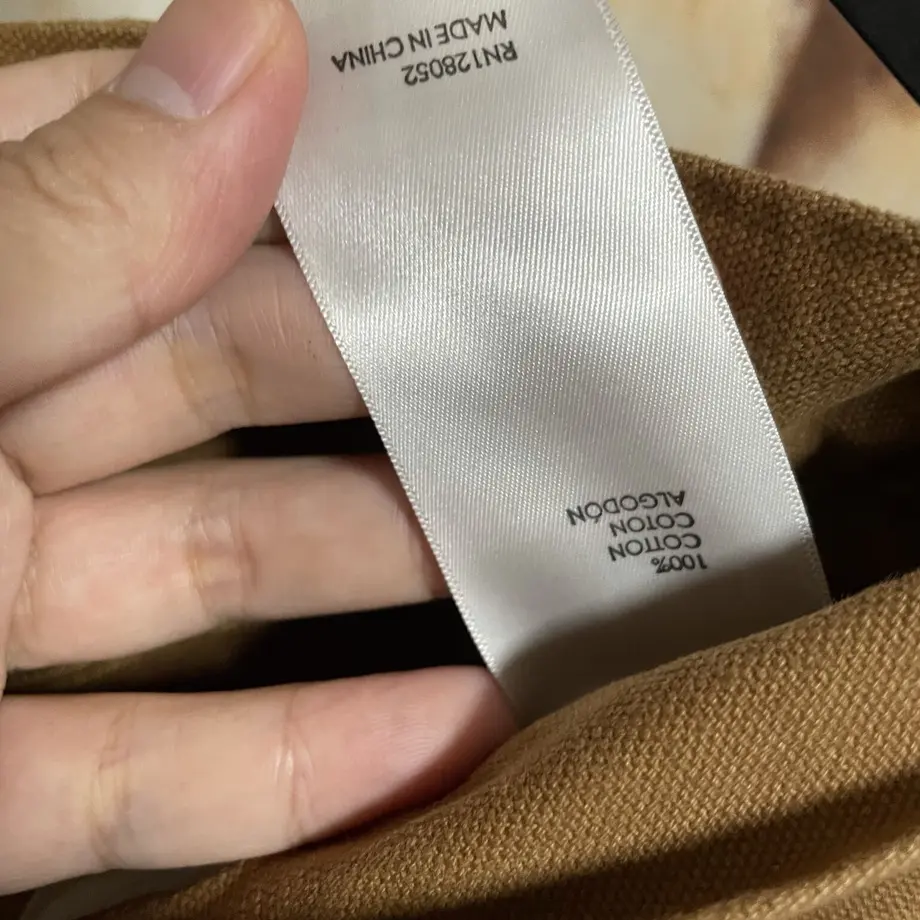 100%
COTTON
COTON
ALGODÓN
RN128052
MADE IN CHINA